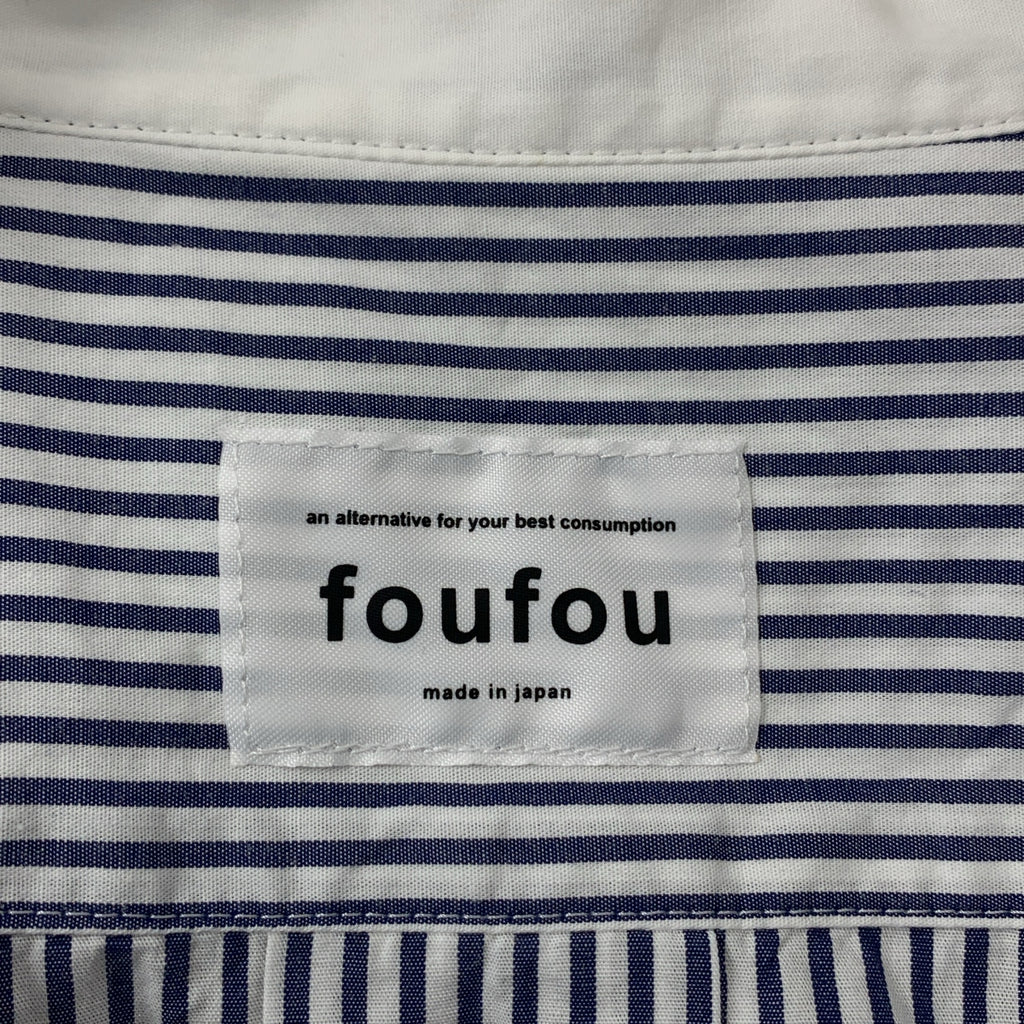 an alternative for your best consumption
foufou
made in japan